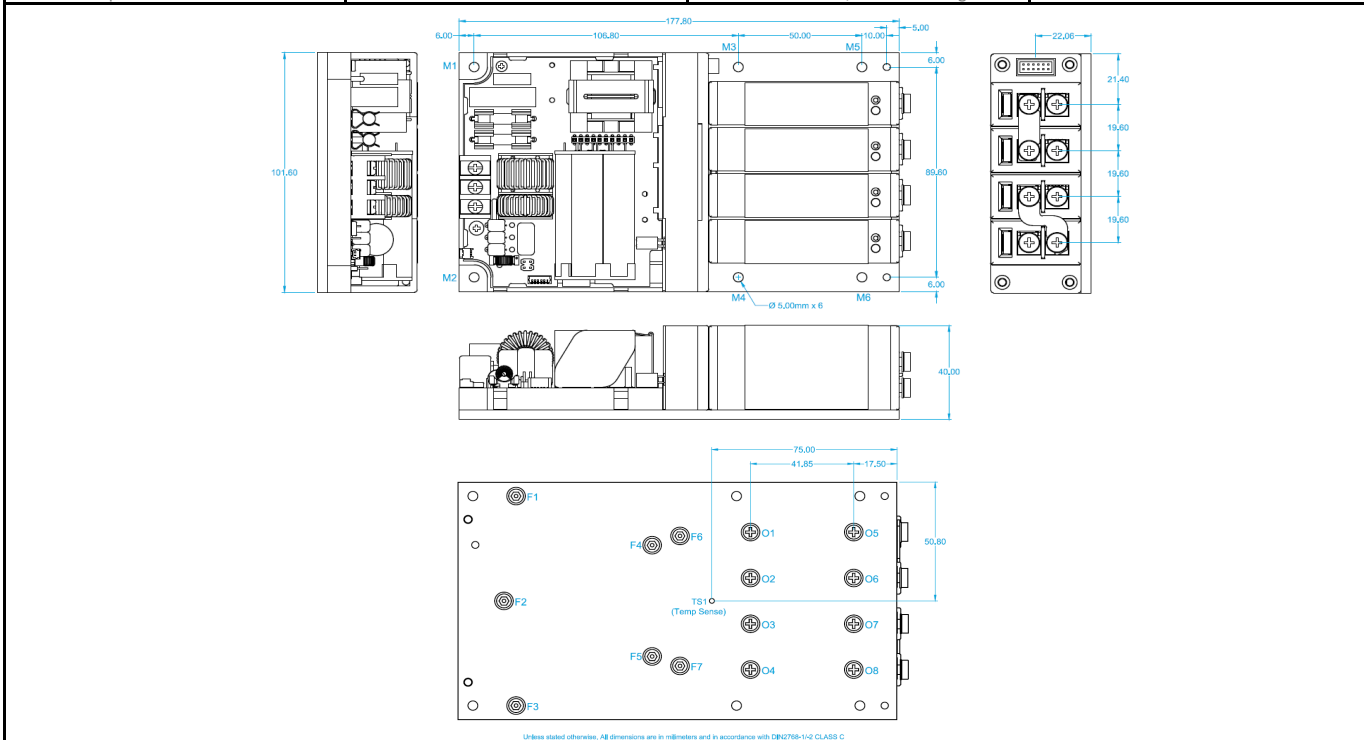 177.80
5.00
6.00
106.80
50.00
10.00
22.06
M3
M5
M1
6.00
21.40
19.60
101.60
89.60
19.60
19.60
M2
6.00
M4
M6
Ø 5.00mm x 6
40.00
75.00
41.85
17.50
F1
O1
O5
F6
F4
50.80
O2
O6
F2
TS1
(Temp Sense)
O3
O7
F5
F7
O4
O8
F3
Unless stated otherwise, All dimensions are in millimeters and in accordance with DIN2768-1/-2 CLASS C